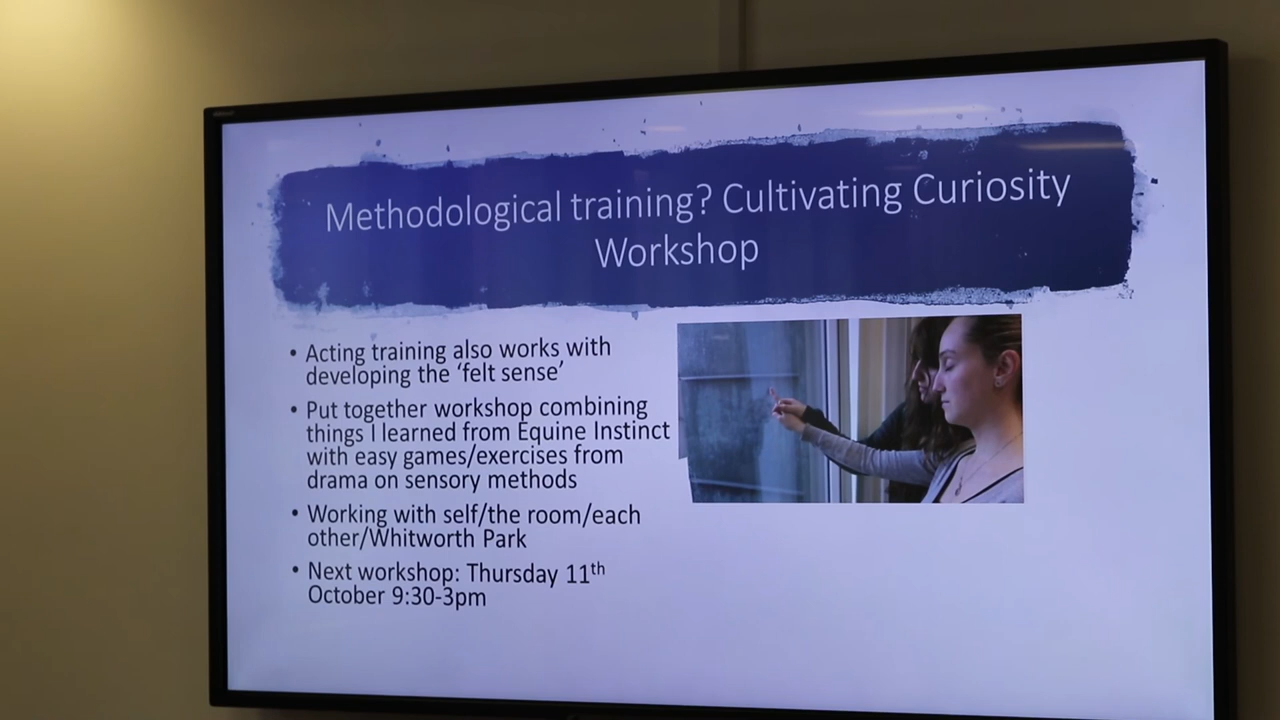 Methodological training? Cultivating Curiosity
Workshop
• Acting training also works with
developing the ‘felt sense’
• Put together workshop combining
things I learned from Equine Instinct
with easy games/exercises from
drama on sensory methods
• Working with self/the room/each
other/Whitworth Park
• Next workshop: Thursday 11th
October 9:30-3pm